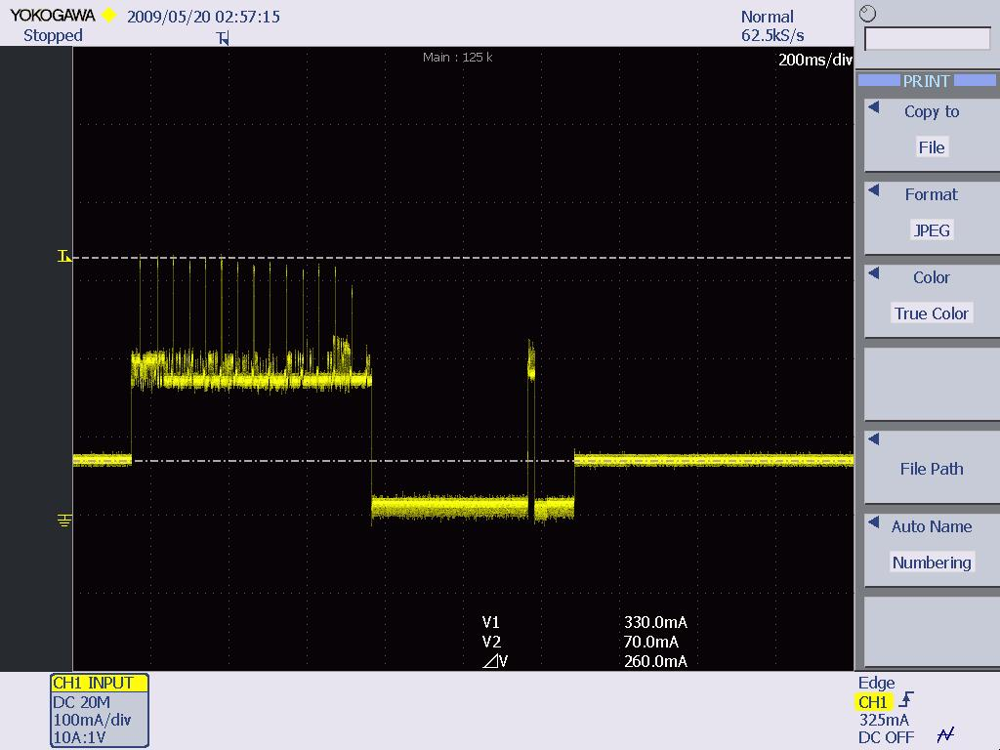 YOKOGAWA 2009/05/20 02:57:15
Stopped
Normal
62.5kS/s
T
Main : 125 k
200ms/div
T
PRINT
Copy to
File
Format
JPEG
Color
True Color
File Path
Auto Name
Numbering
V1 330.0mA
V2 70.0mA
⊿V 260.0mA
CH1 INPUT
DC 20M
100mA/div
10A:1V
Edge
CH1
325mA
DC OFF